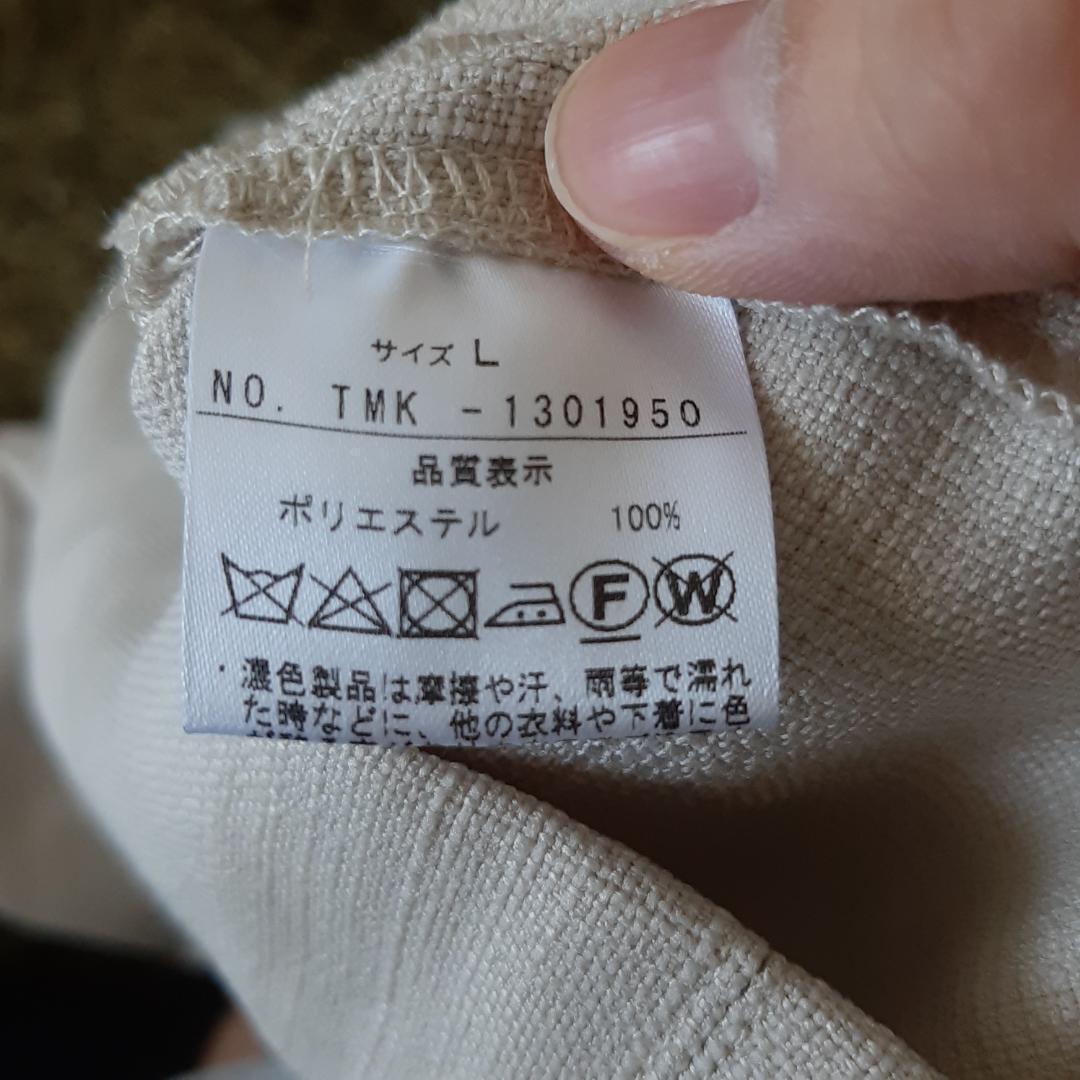 サイズ L
NO. TMK -1301950
品質表示
ポリエステル 100%
F W
・濃色製品は摩擦や汗、雨等で濡れ
た時などに、他の衣料や下着に色